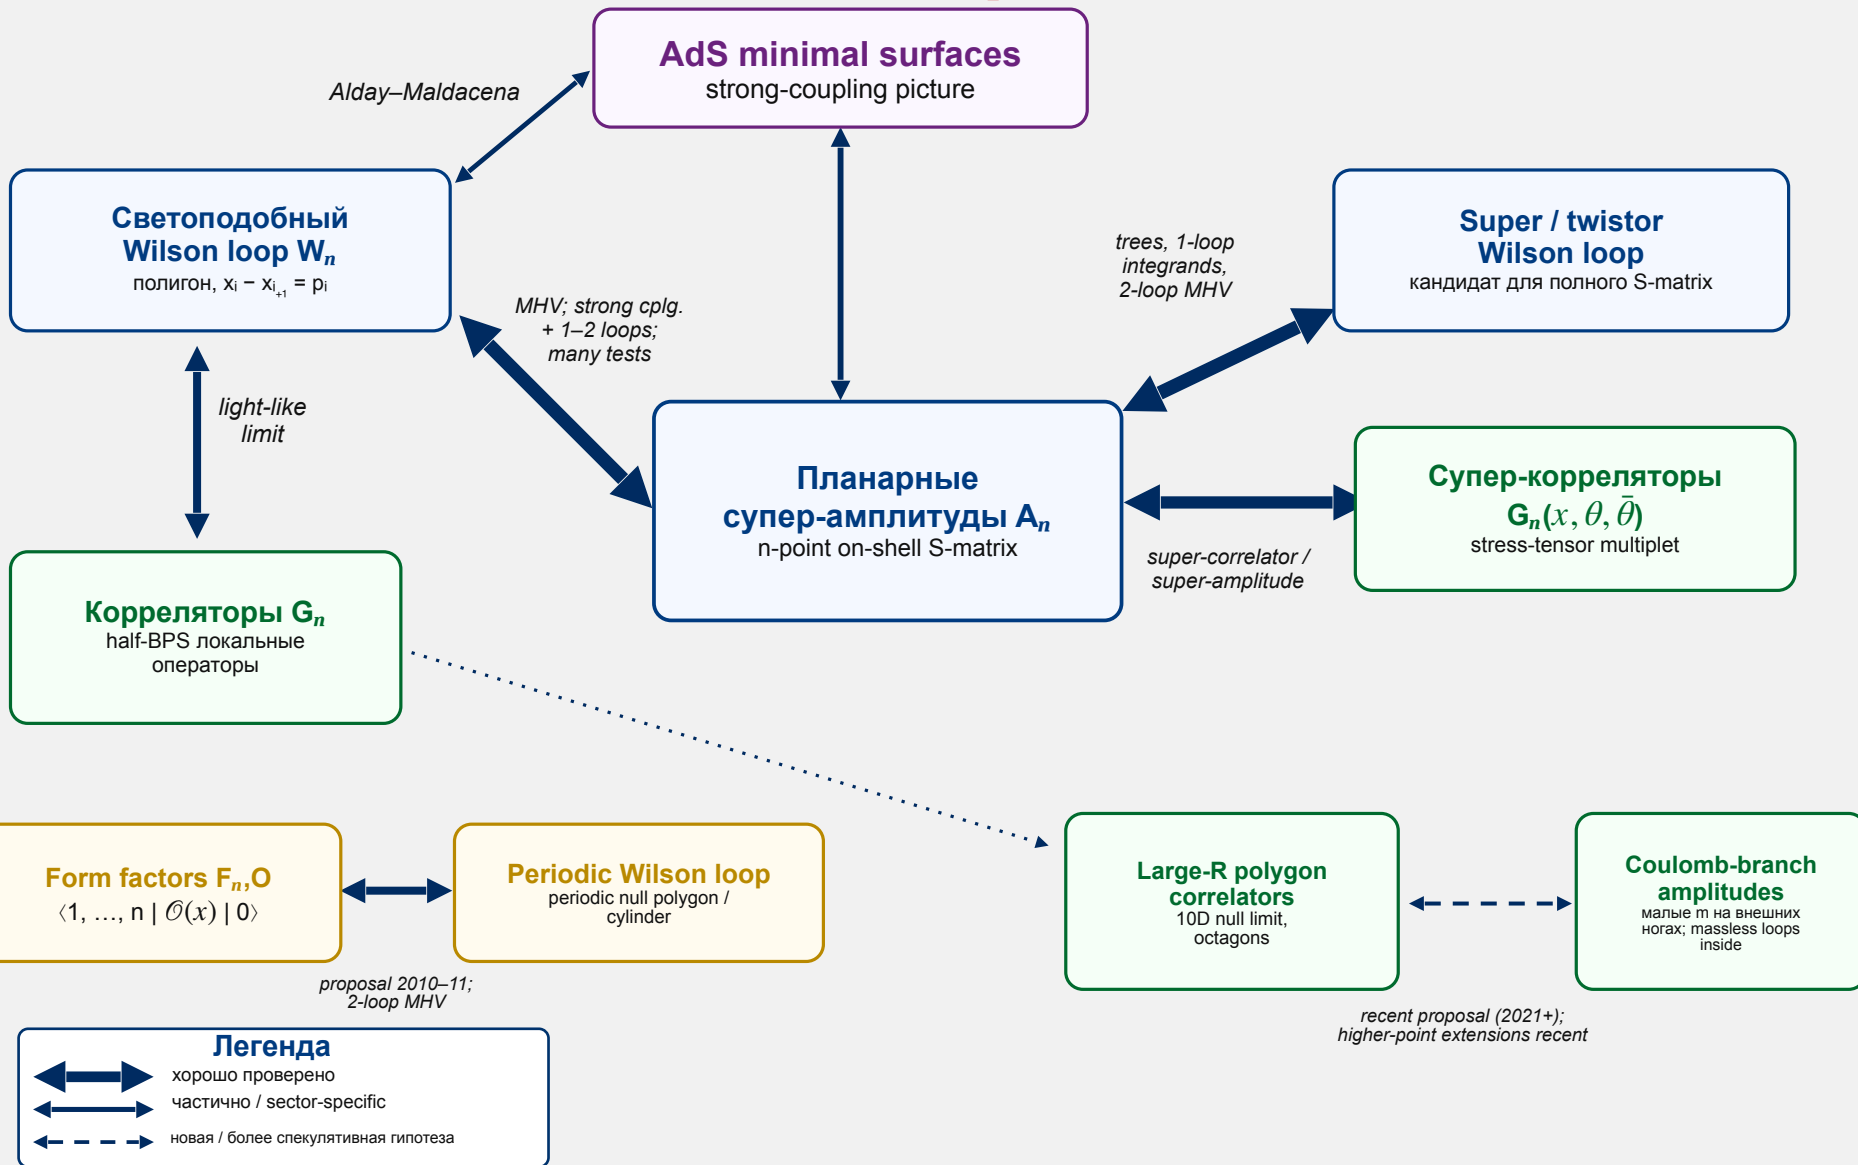 AdS minimal surfaces
strong-coupling picture
Alday–Maldacena
Светоподобный
Wilson loop Wₙ
полигон, xᵢ − xᵢ₊₁ = pᵢ
Super / twistor
Wilson loop
кандидат для полного S-matrix
trees, 1-loop
integrands,
2-loop MHV
MHV; strong cplg.
+ 1–2 loops;
many tests
light-like
limit
Планарные
супер-амплитуды Aₙ
n-point on-shell S-matrix
Супер-корреляторы
Gₙ(x, θ, θ̄)
stress-tensor multiplet
super-correlator /
super-amplitude
Корреляторы Gₙ
half-BPS локальные
операторы
Form factors Fₙ,O
⟨1, …, n | 𝒪(x) | 0⟩
Periodic Wilson loop
periodic null polygon /
cylinder
proposal 2010–11;
2-loop MHV
Large-R polygon
correlators
10D null limit,
octagons
Coulomb-branch
amplitudes
малые m на внешних
ногах; massless loops
inside
recent proposal (2021+);
higher-point extensions recent
Легенда
хорошо проверено
частично / sector-specific
новая / более спекулятивная гипотеза